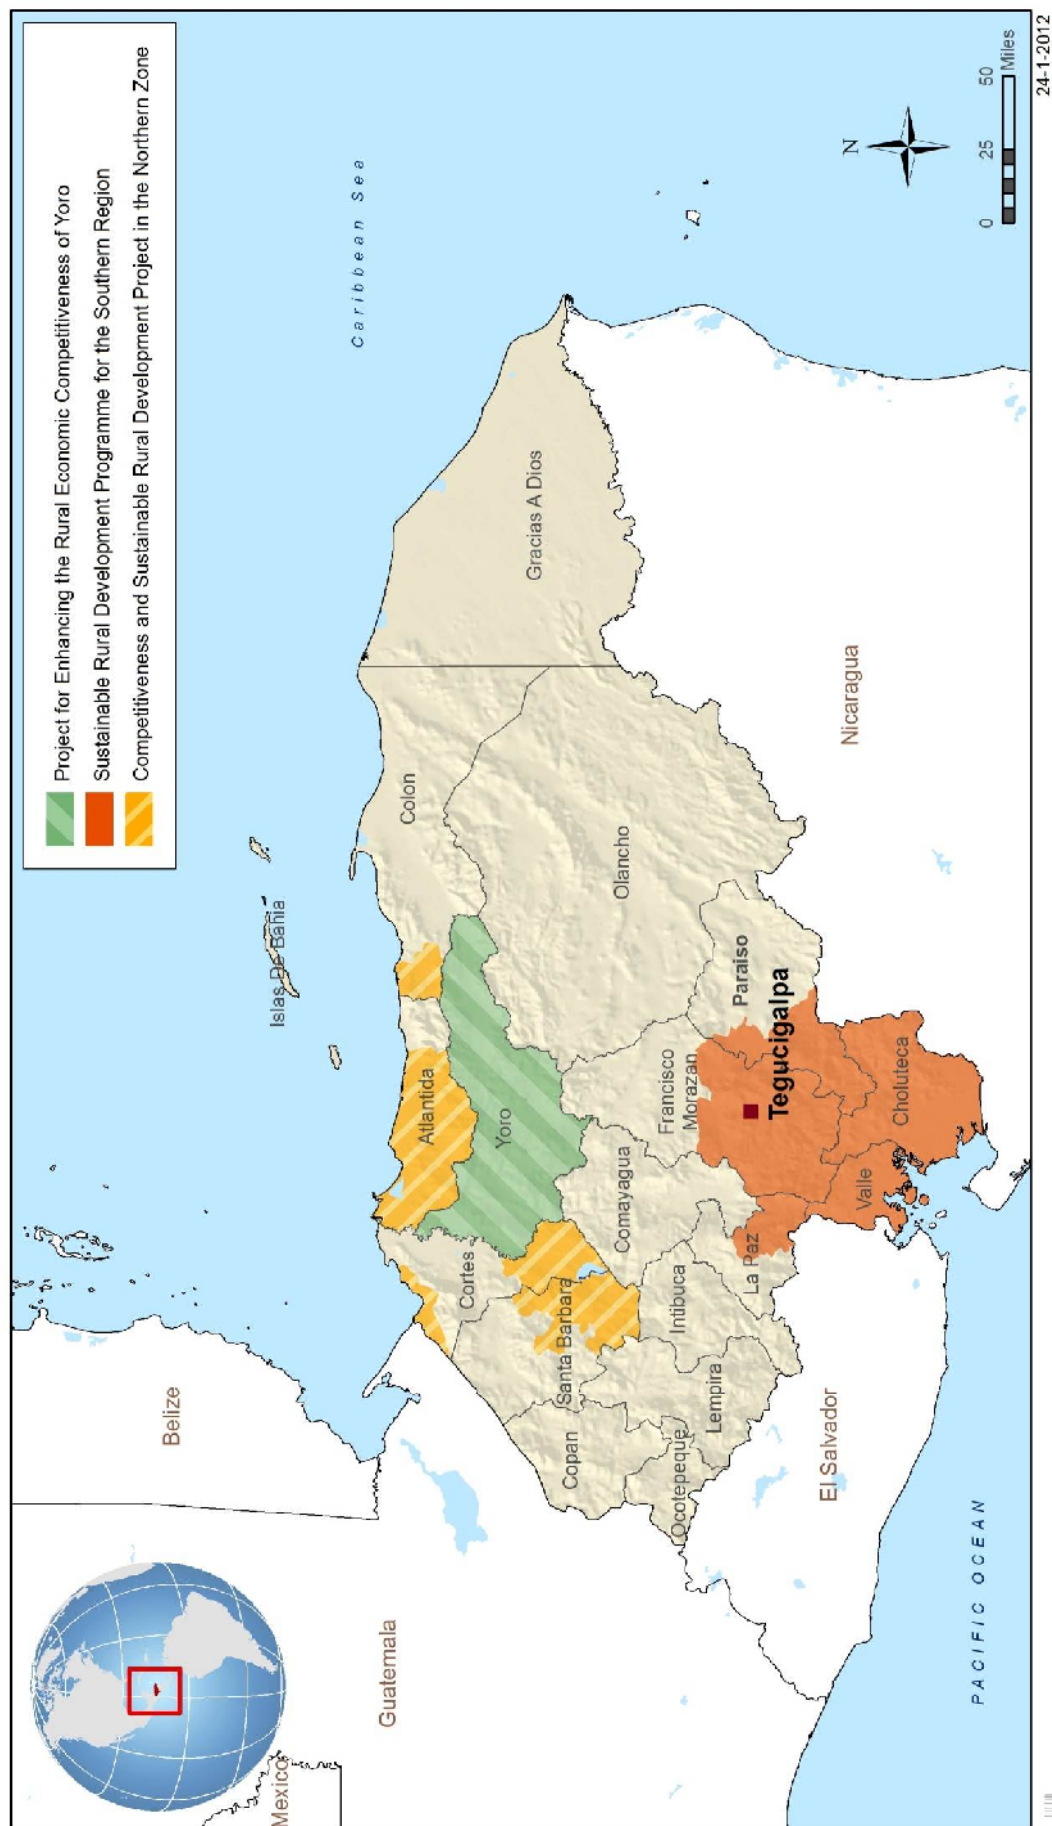 Project for Enhancing the Rural Economic Competitiveness of Yoro
Sustainable Rural Development Programme for the Southern Region
Competitiveness and Sustainable Rural Development Project in the Northern Zone
Mexico
Guatemala
Belize
Caribbean Sea
Islas De Bahia
Atlantida
Colon
Cortes
Yoro
Gracias A Dios
Copan
Santa Barbara
Comayagua
Olancho
Ocotepeque
Lempira
Intibuca
La Paz
Francisco
Morazan
Paraiso
Tegucigalpa
Valle
Choluteca
El Salvador
Nicaragua
PACIFIC OCEAN
N
0 25 50
Miles
24-1-2012